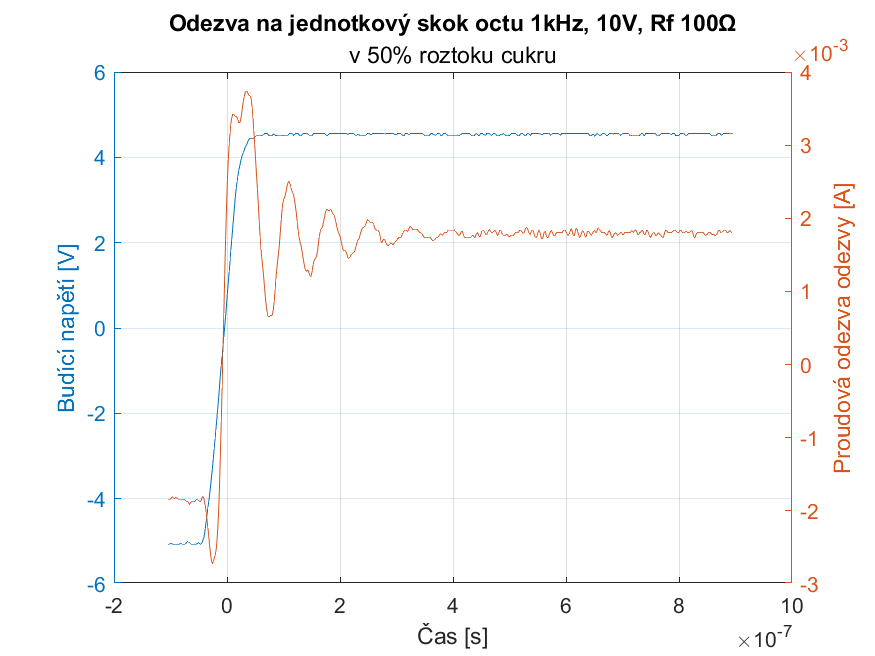 Odezva na jednotkový skok octu 1kHz, 10V, Rf 100Ω
v 50% roztoku cukru
×10⁻³
6
4
2
0
-2
-4
-6
Budící napětí [V]
4
3
2
1
0
-1
-2
-3
Proudová odezva odezvy [A]
-2 0 2 4 6 8 10
Čas [s]
×10⁻⁷